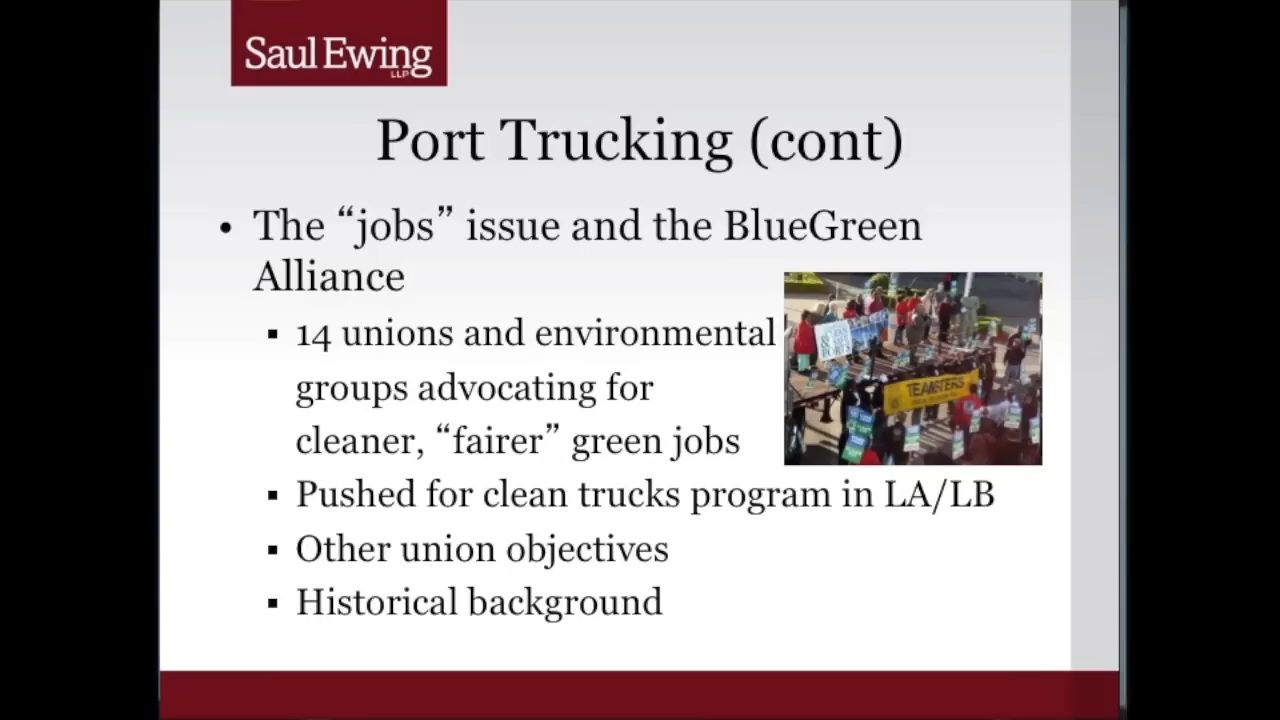 Saul Ewing
LLP
Port Trucking (cont)
• The “jobs” issue and the BlueGreen
Alliance
▪ 14 unions and environmental
groups advocating for
cleaner, “fairer” green jobs
▪ Pushed for clean trucks program in LA/LB
▪ Other union objectives
▪ Historical background
TEAMSTERS